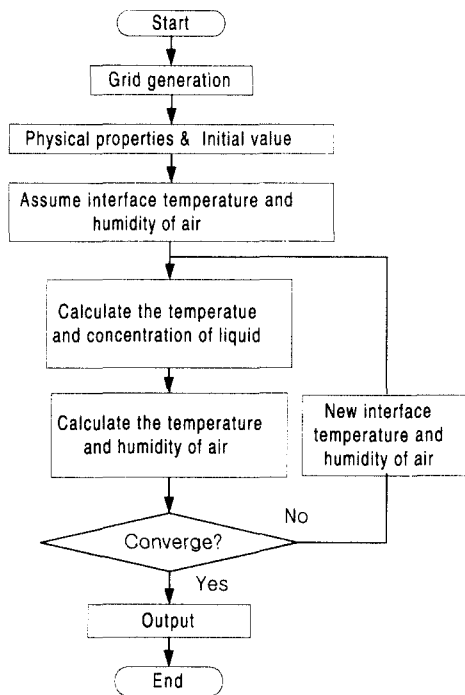 Start
Grid generation
Physical properties & Initial value
Assume interface temperature and
humidity of air
Calculate the temperatue
and concentration of liquid
Calculate the temperature
and humidity of air
New interface
temperature and
humidity of air
No
Converge?
Yes
Output
End